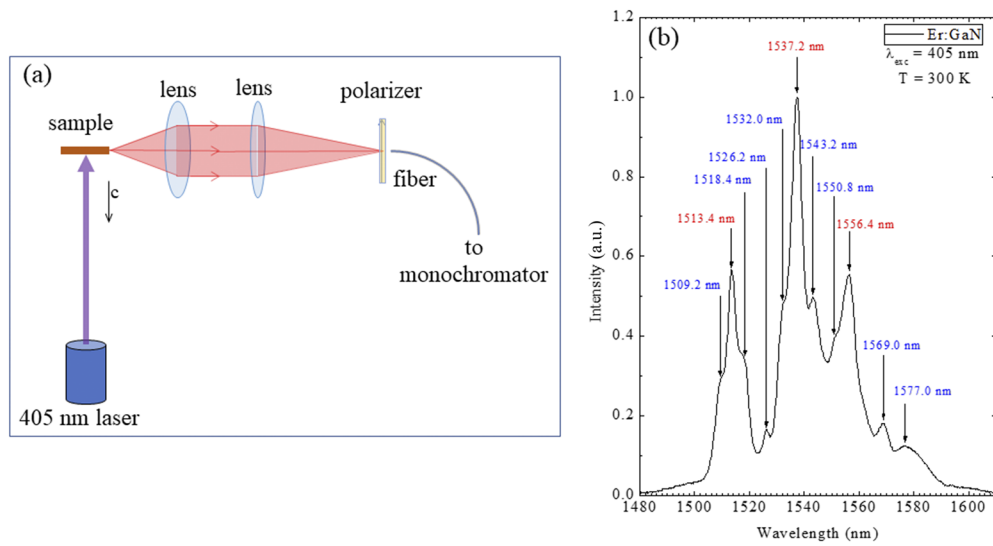 (a)
lens
lens
polarizer
sample
c
fiber
to
monochromator
405 nm laser
(b)
Er:GaN
λexc = 405 nm
T = 300 K
1537.2 nm
1532.0 nm
1543.2 nm
1526.2 nm
1518.4 nm
1550.8 nm
1513.4 nm
1556.4 nm
1509.2 nm
1569.0 nm
1577.0 nm
Intensity (a.u.)
1.2
1.0
0.8
0.6
0.4
0.2
0.0
1480 1500 1520 1540 1560 1580 1600
Wavelength (nm)